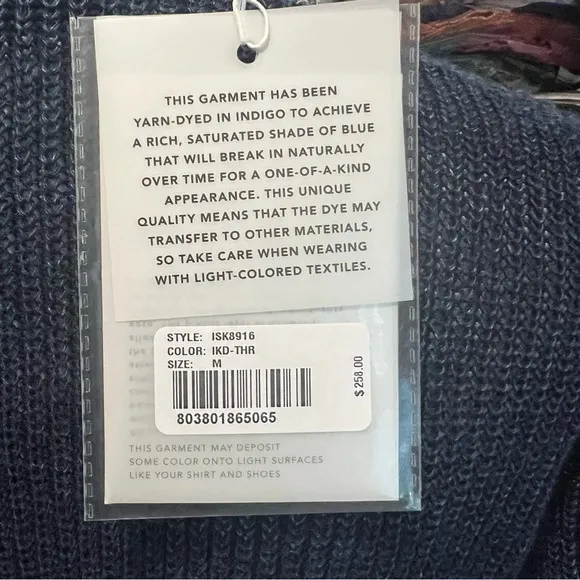 THIS GARMENT HAS BEEN
YARN-DYED IN INDIGO TO ACHIEVE
A RICH, SATURATED SHADE OF BLUE
THAT WILL BREAK IN NATURALLY
OVER TIME FOR A ONE-OF-A-KIND
APPEARANCE. THIS UNIQUE
QUALITY MEANS THAT THE DYE MAY
TRANSFER TO OTHER MATERIALS,
SO TAKE CARE WHEN WEARING
WITH LIGHT-COLORED TEXTILES.
STYLE: ISK8916
COLOR: IKD-THR
SIZE: M
$258.00
803801865065
THIS GARMENT MAY DEPOSIT
SOME COLOR ONTO LIGHT SURFACES
LIKE YOUR SHIRT AND SHOES